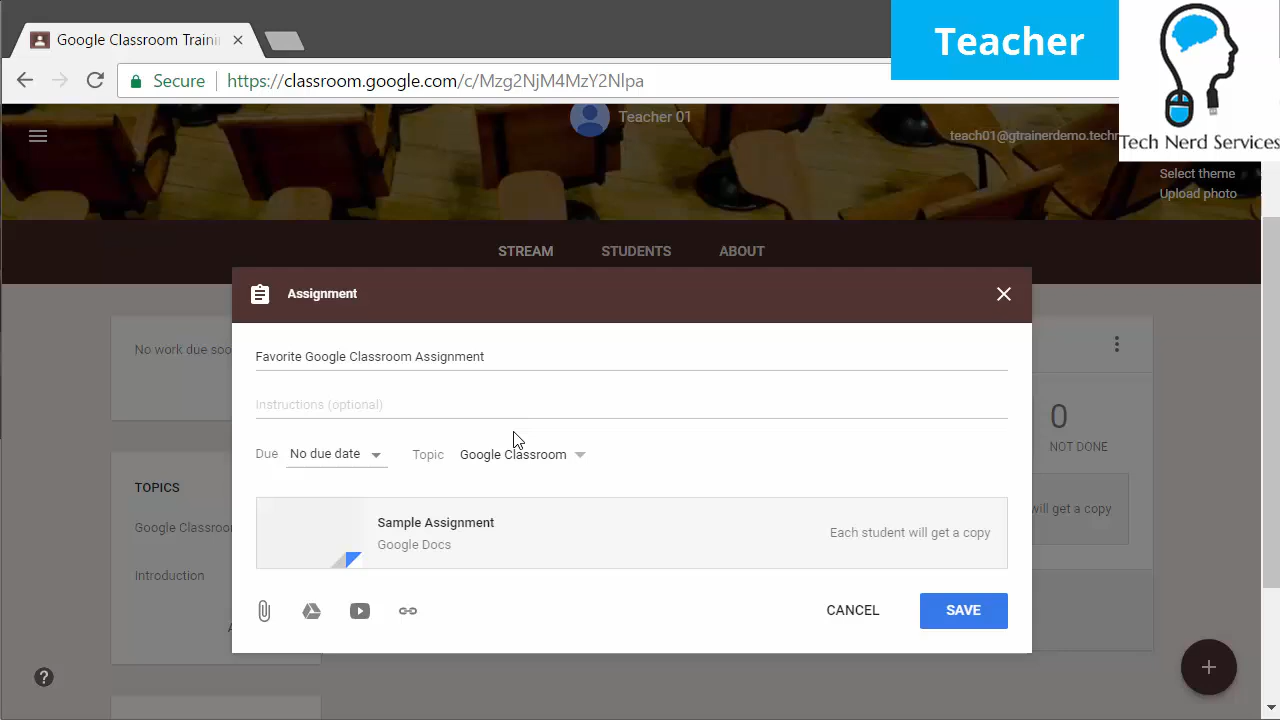 Google Classroom Traini
Teacher
Secure
https://classroom.google.com/c/Mzg2NjM4MzY2Nlpa
Tech Nerd Services
Teacher 01
teach01@gtrainerdemo.techn
Select theme
Upload photo
STREAM
STUDENTS
ABOUT
Assignment
No work due soo
Favorite Google Classroom Assignment
Instructions (optional)
0
NOT DONE
Due
No due date
Topic
Google Classroom
TOPICS
Google Classroo
Introduction
Sample Assignment
Google Docs
Each student will get a copy
will get a copy
CANCEL
SAVE